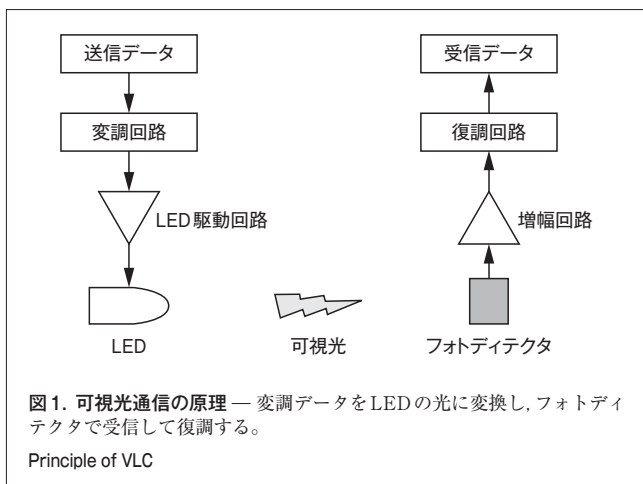 送信データ
受信データ
変調回路
復調回路
LED駆動回路
増幅回路
LED
可視光
フォトディテクタ
図1. 可視光通信の原理 — 変調データをLEDの光に変換し,フォトディ
テクタで受信して復調する。
Principle of VLC